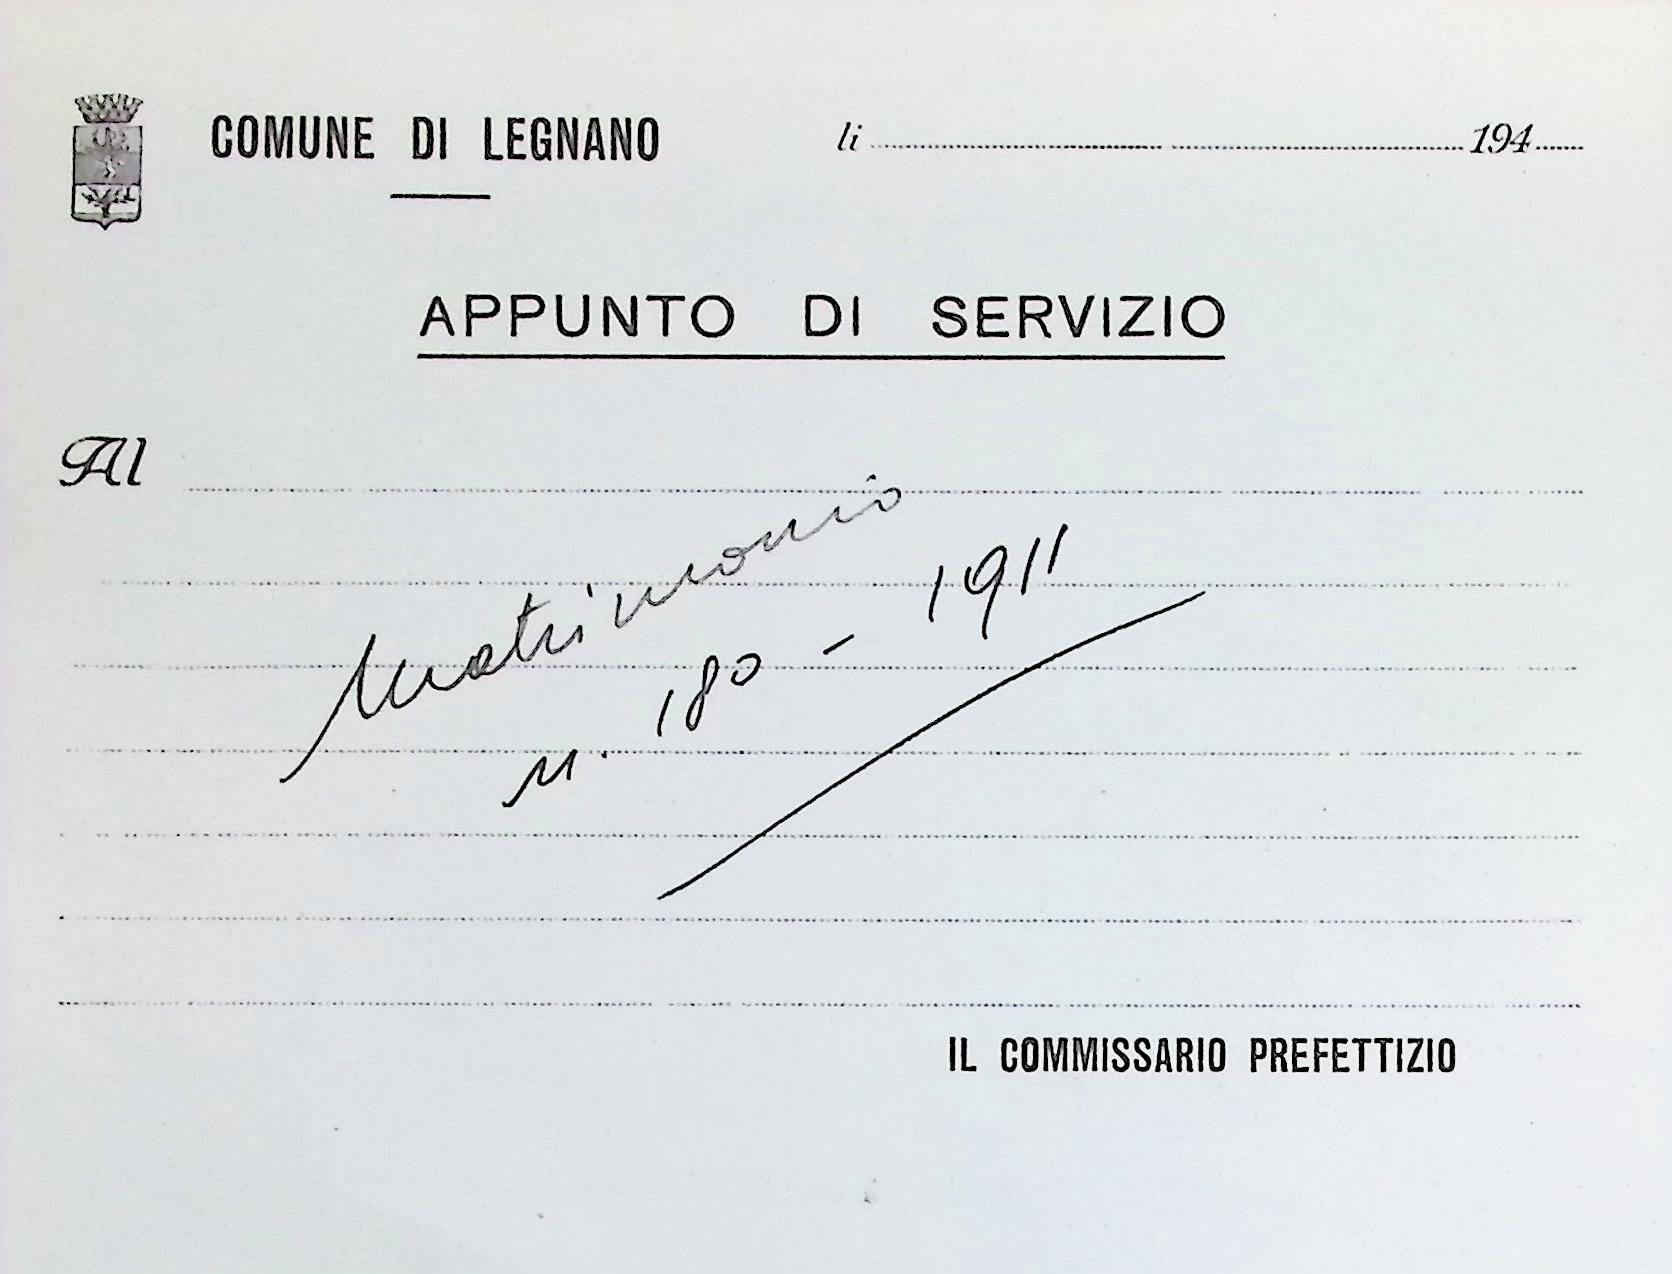 COMUNE DI LEGNANO
li ........................ 194......
APPUNTO DI SERVIZIO
Al
Matrimonio
n. 180 - 1911
IL COMMISSARIO PREFETTIZIO